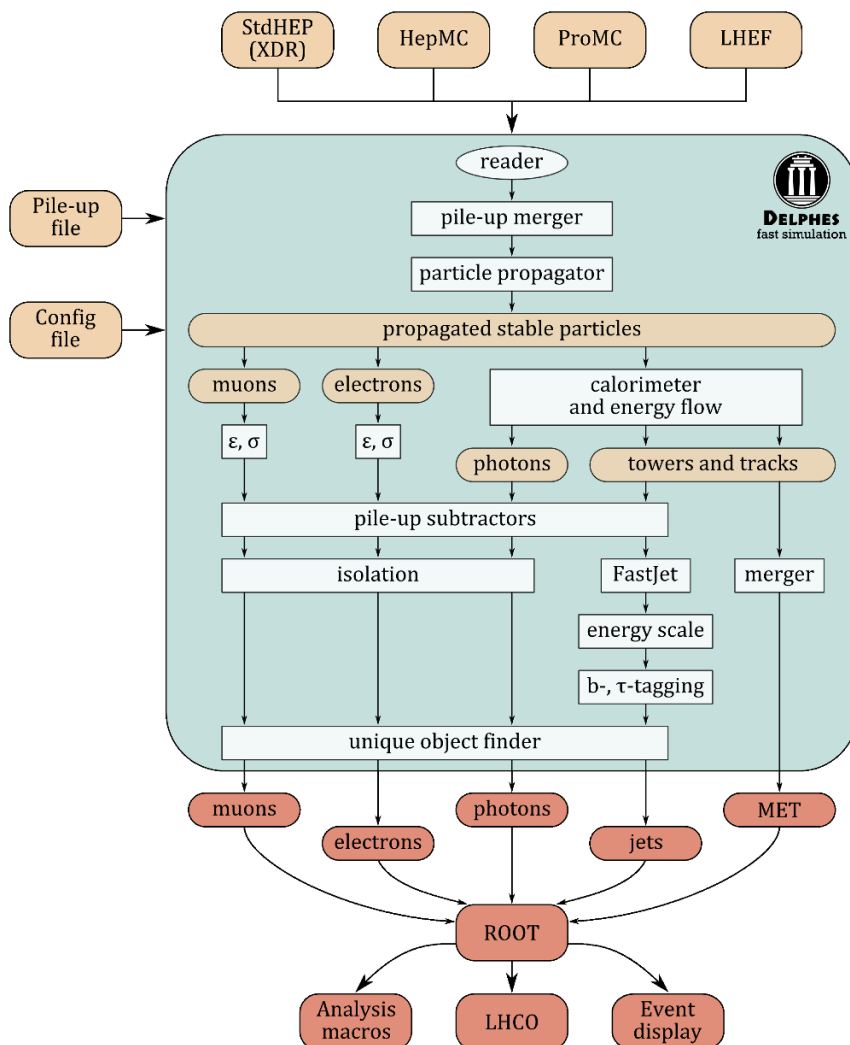 StdHEP
(XDR)
HepMC
ProMC
LHEF
reader
DELPHES
fast simulation
Pile-up
file
pile-up merger
particle propagator
Config
file
propagated stable particles
muons
electrons
calorimeter
and energy flow
ε, σ
ε, σ
photons
towers and tracks
pile-up subtractors
isolation
FastJet
merger
energy scale
b-, τ-tagging
unique object finder
muons
photons
MET
electrons
jets
ROOT
Analysis
macros
LHCO
Event
display